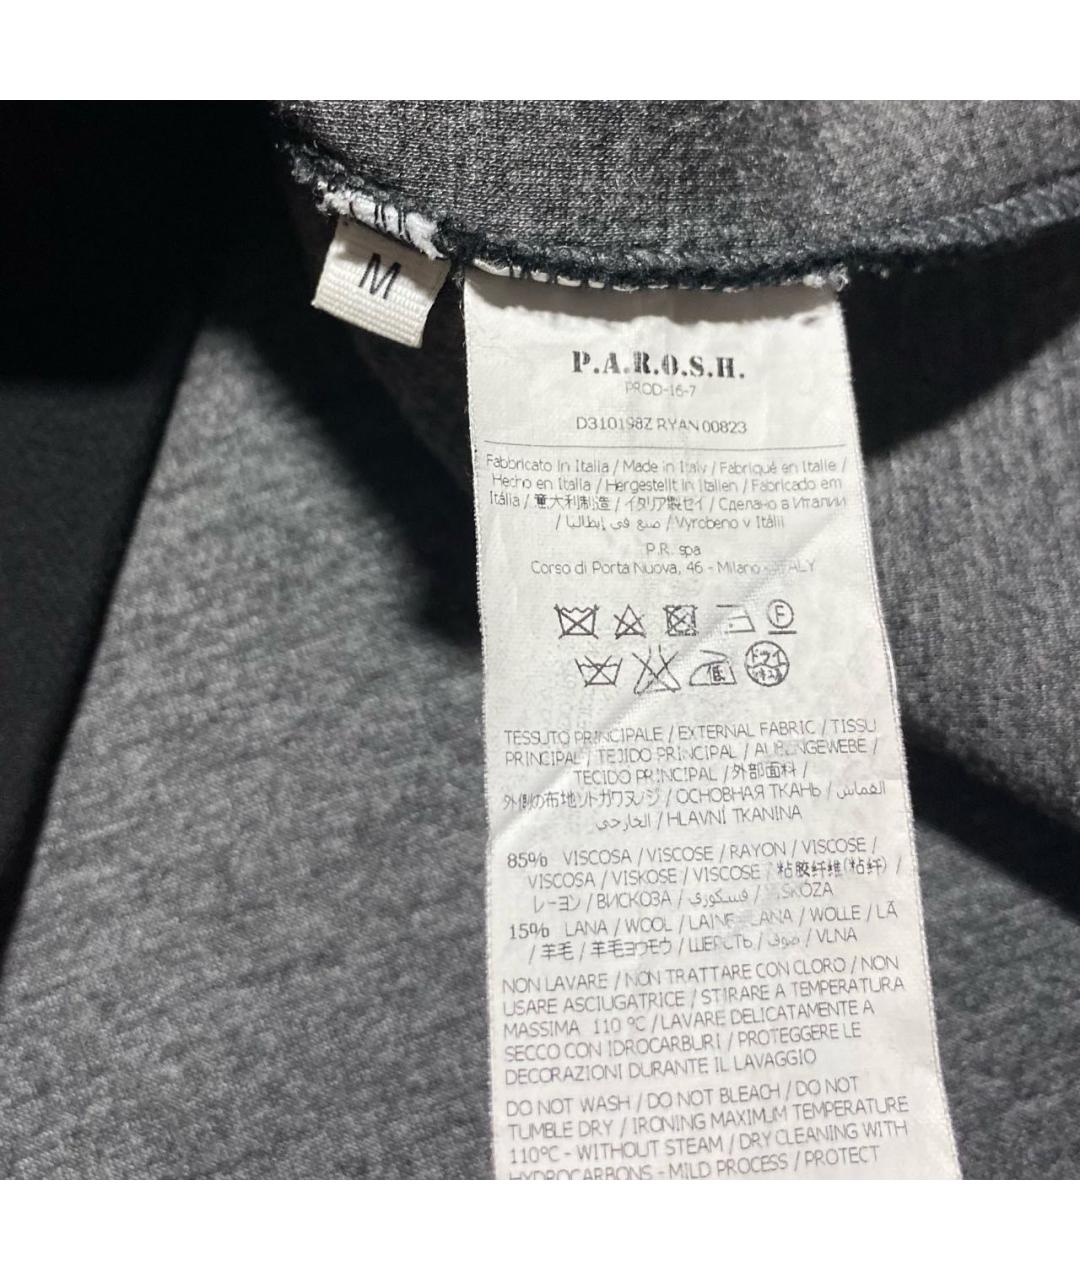 M
P.A.R.O.S.H.
PROD-16-7
D310198Z RYAN 00823
Fabbricato in Italia / Made in Italy / Fabriqué en Italie /
Hecho en Italia / Hergestellt in Italien / Fabricado em
Itália / 意大利制造 / イタリア製セイ / Сделано в Италии
/ صنع في إيطاليا / Vyrobeno v Itálii
P.R. spa
Corso di Porta Nuova, 46 - Milano - ITALY
F
低
ドライ
TESSUTO PRINCIPALE / EXTERNAL FABRIC / TISSU
PRINCIPAL / TEJIDO PRINCIPAL / AUßENGEWEBE /
TECIDO PRINCIPAL / 外部面料 /
外側の布地ソトガワヌノジ / ОСНОВНАЯ ТКАНЬ / القماش
الخارجي / HLAVNÍ TKANINA
85% VISCOSA / VISCOSE / RAYON / VISCOSE /
VISCOSA / VISKOSE / VISCOSE / 粘胶纤维(粘纤) /
レーヨン / ВИСКОЗА / فسكوزي / VISKÓZA
15% LANA / WOOL / LAINE / LANA / WOLLE / LÃ
/ 羊毛 / 羊毛ヨウモウ / ШЕРСТЬ / صوف / VLNA
NON LAVARE / NON TRATTARE CON CLORO / NON
USARE ASCIUGATRICE / STIRARE A TEMPERATURA
MASSIMA 110 ºC / LAVARE DELICATAMENTE A
SECCO CON IDROCARBURI / PROTEGGERE LE
DECORAZIONI DURANTE IL LAVAGGIO
DO NOT WASH / DO NOT BLEACH / DO NOT
TUMBLE DRY / IRONING MAXIMUM TEMPERATURE
110ºC - WITHOUT STEAM / DRY CLEANING WITH
HYDROCARBONS - MILD PROCESS / PROTECT